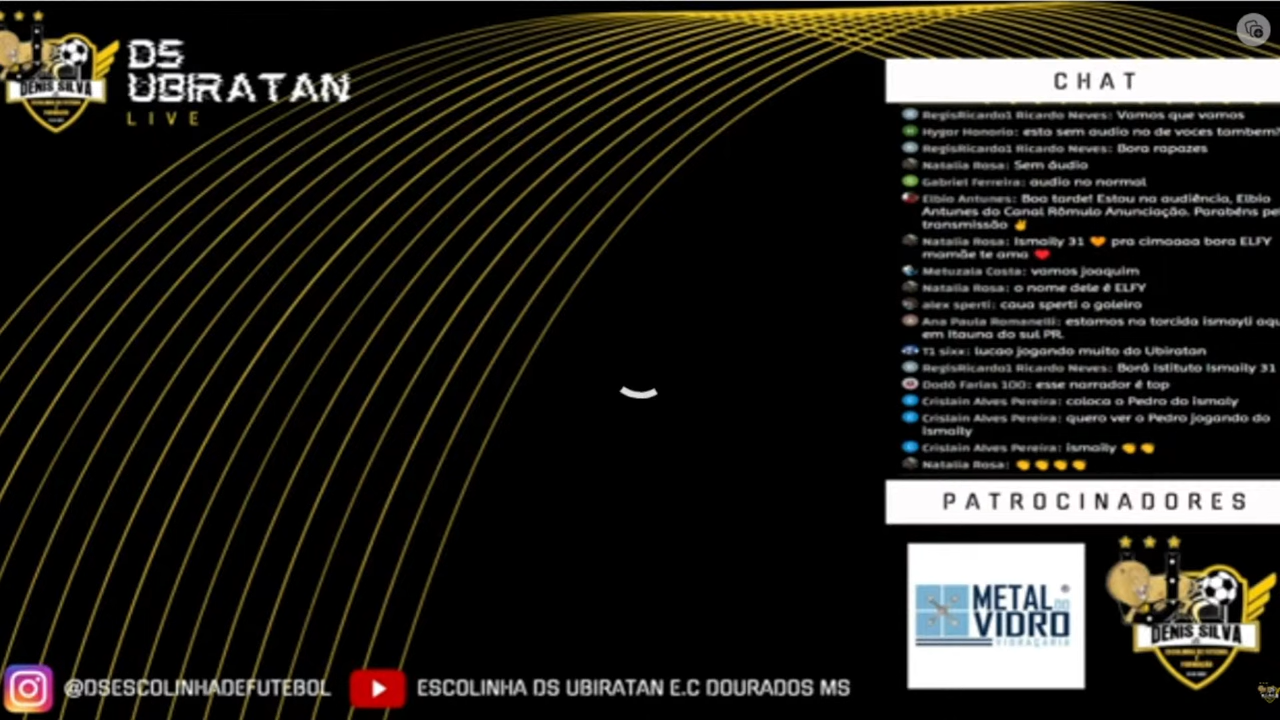 DS
UBIRATAN
LIVE
DENIS SILVA
CHAT
RegisRicardo1 Ricardo Neves: Vamos que vamos
Hygor Honorio: esta sem audio no de voces tambem
RegisRicardo1 Ricardo Neves: Bora rapazes
Natalia Rosa: Sem áudio
Gabriel Ferreira: audio no normal
Elbio Antunes: Boa tarde! Estou na audiência, Elbio
Antunes do Canal Rômulo Anunciação. Parabéns pe
transmissão ✌️
Natalia Rosa: Ismaily 31 🧡 pra cimaaaa bora ELFY
mamãe te ama ❤️
Metuzala Costa: vamos joaquim
Natalia Rosa: o nome dele é ELFY
alex sperti: caua sperti o goleiro
Ana Paula Romanelli: estamos na torcida ismayli aqu
em Itauna do sul PR.
T1 sixx: lucao jogando muito do Ubiratan
RegisRicardo1 Ricardo Neves: Borá Istituto Ismaily 31
Dodô Farias 100: esse narrador é top
Cristain Alves Pereira: coloca o Pedro do ismaly
Cristain Alves Pereira: quero ver o Pedro jogando do
Ismaily
Cristain Alves Pereira: ismaily 👏 👏
Natalia Rosa: 👏 👏 👏 👏
PATROCINADORES
METAL DO
VIDRO
VIDRAÇARIA
DENIS SILVA
ESCOLINHA DE FUTEBOL
FORMAÇÃO
@DSESCOLINHADEFUTEBOL
ESCOLINHA DS UBIRATAN E.C DOURADOS MS